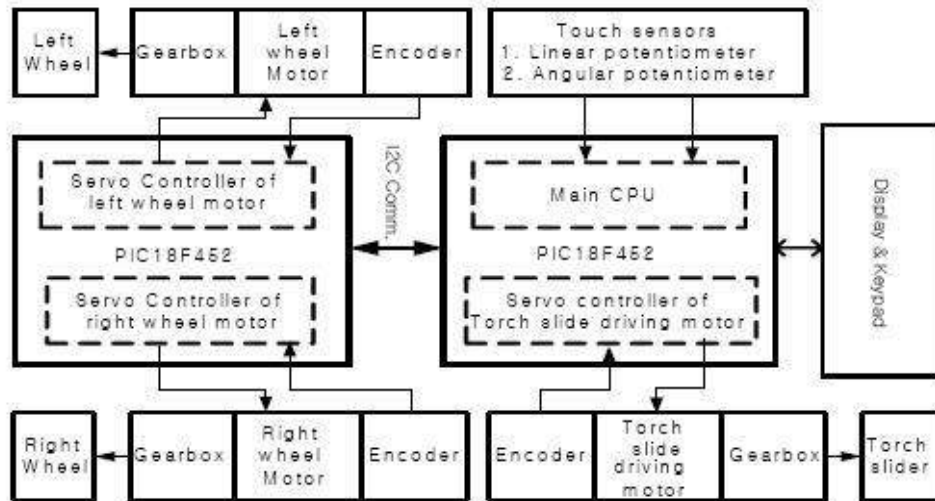 Left
Wheel
Gearbox
Left
wheel
Motor
Encoder
Touch sensors
1. Linear potentiometer
2. Angular potentiometer
Servo Controller of
left wheel motor
PIC18F452
Servo Controller of
right wheel motor
I2C Comm.
Main CPU
PIC18F452
Servo controller of
Torch slide driving motor
Display & Keypad
Right
Wheel
Gearbox
Right
wheel
Motor
Encoder
Encoder
Torch
slide
driving
motor
Gearbox
Torch
slider